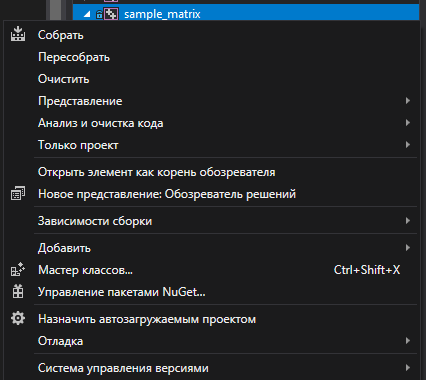 sample_matrix
Собрать
Пересобрать
Очистить
Представление
Анализ и очистка кода
Только проект
Открыть элемент как корень обозревателя
Новое представление: Обозреватель решений
Зависимости сборки
Добавить
Мастер классов... Ctrl+Shift+X
Управление пакетами NuGet...
Назначить автозагружаемым проектом
Отладка
Система управления версиями